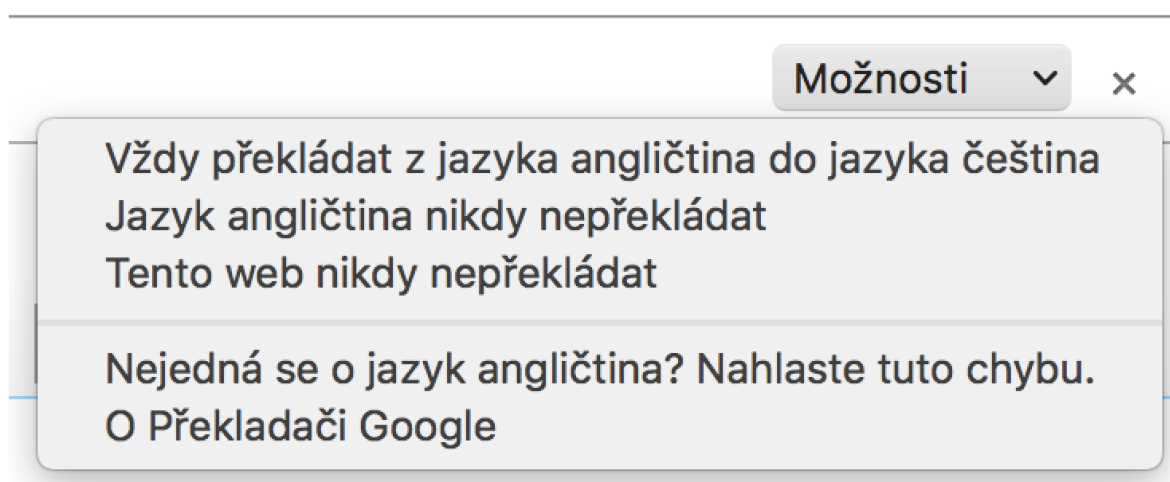 Možnosti
Vždy překládat z jazyka angličtina do jazyka čeština
Jazyk angličtina nikdy nepřekládat
Tento web nikdy nepřekládat
Nejedná se o jazyk angličtina? Nahlaste tuto chybu.
O Překladači Google